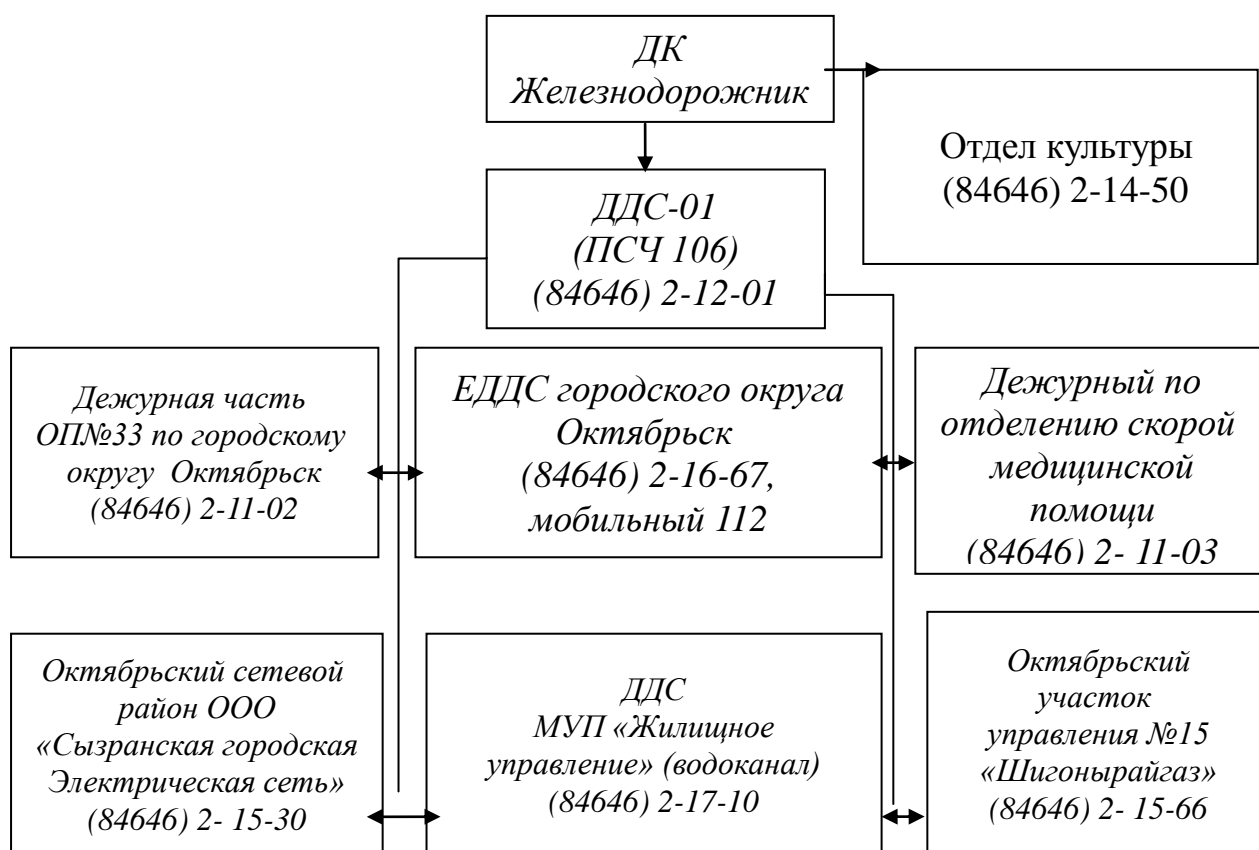 ДК
Железнодорожник
Отдел культуры
(84646) 2-14-50
ДДС-01
(ПСЧ 106)
(84646) 2-12-01
Дежурная часть
ОП№33 по городскому
округу Октябрьск
(84646) 2-11-02
ЕДДС городского округа
Октябрьск
(84646) 2-16-67,
мобильный 112
Дежурный по
отделению скорой
медицинской
помощи
(84646) 2- 11-03
Октябрьский сетевой
район ООО
«Сызранская городская
Электрическая сеть»
(84646) 2- 15-30
ДДС
МУП «Жилищное
управление» (водоканал)
(84646) 2-17-10
Октябрьский
участок
управления №15
«Шигонырайгаз»
(84646) 2- 15-66